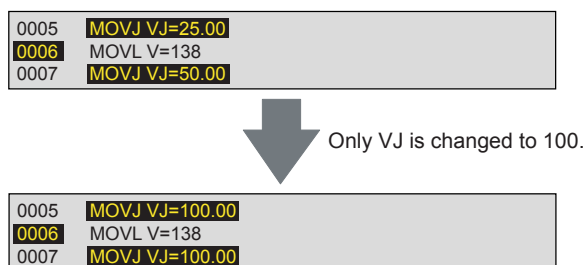 0005 MOVJ VJ=25.00
0006 MOVL V=138
0007 MOVJ VJ=50.00
Only VJ is changed to 100.
0005 MOVJ VJ=100.00
0006 MOVL V=138
0007 MOVJ VJ=100.00